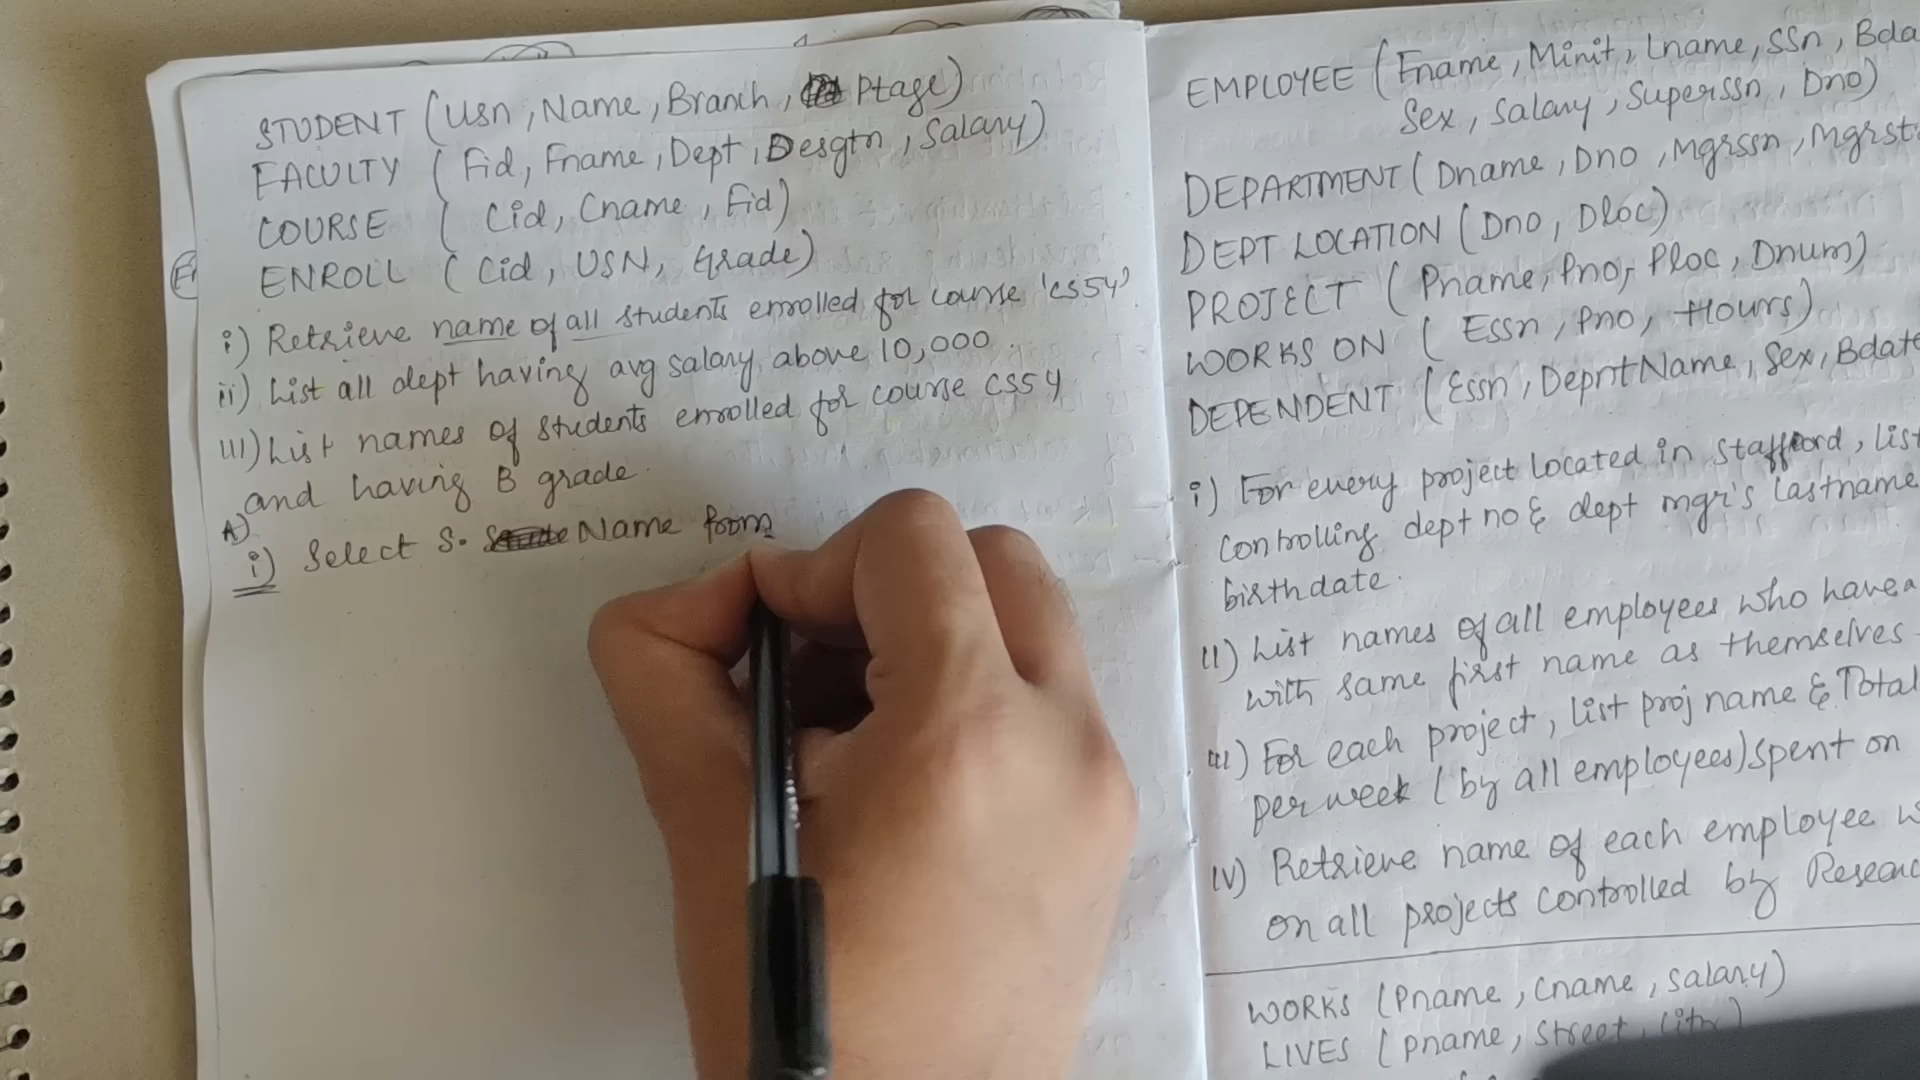 STUDENT (Usn, Name, Branch, Ptage)
FACULTY ( Fid, Fname, Dept, Desgtn, Salary)
COURSE ( Cid, Cname, Fid)
ENROLL ( Cid, USN, Grade)
i) Retrieve name of all students enrolled for course 'CS54'.
ii) List all dept having avg salary above 10,000.
iii) List names of students enrolled for course CS54
and having B grade.
A)
i) Select S. Name from
EMPLOYEE (Fname, Minit, Lname, SSn, Bda
Sex, Salary, Superssn, Dno)
DEPARTMENT ( Dname, Dno, Mgrssn, Mgrst
DEPT LOCATION (Dno, Dloc)
PROJECT ( Pname, Pno, Ploc, Dnum)
WORKS ON ( Essn, Pno, Hours)
DEPENDENT (Essn, DepntName, Sex, Bdate
i) For every project located in Stafford, list
controlling dept no & dept mgr's lastname
birthdate.
ii) List names of all employees who have a
with same first name as themselves
iii) For each project, list proj name & Total
per week (by all employees) spent on
iv) Retrieve name of each employee w
on all projects controlled by Researc
WORKS (Pname, Cname, Salary)
LIVES (pname, Street, City)